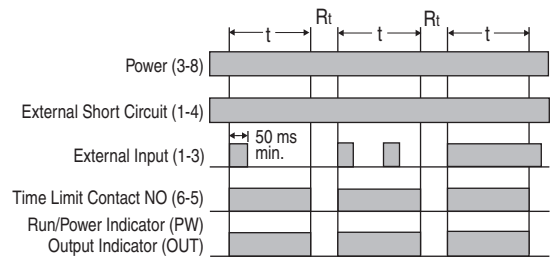 Rt Rt
t t t
Power (3-8)
External Short Circuit (1-4)
50 ms
min.
External Input (1-3)
Time Limit Contact NO (6-5)
Run/Power Indicator (PW)
Output Indicator (OUT)